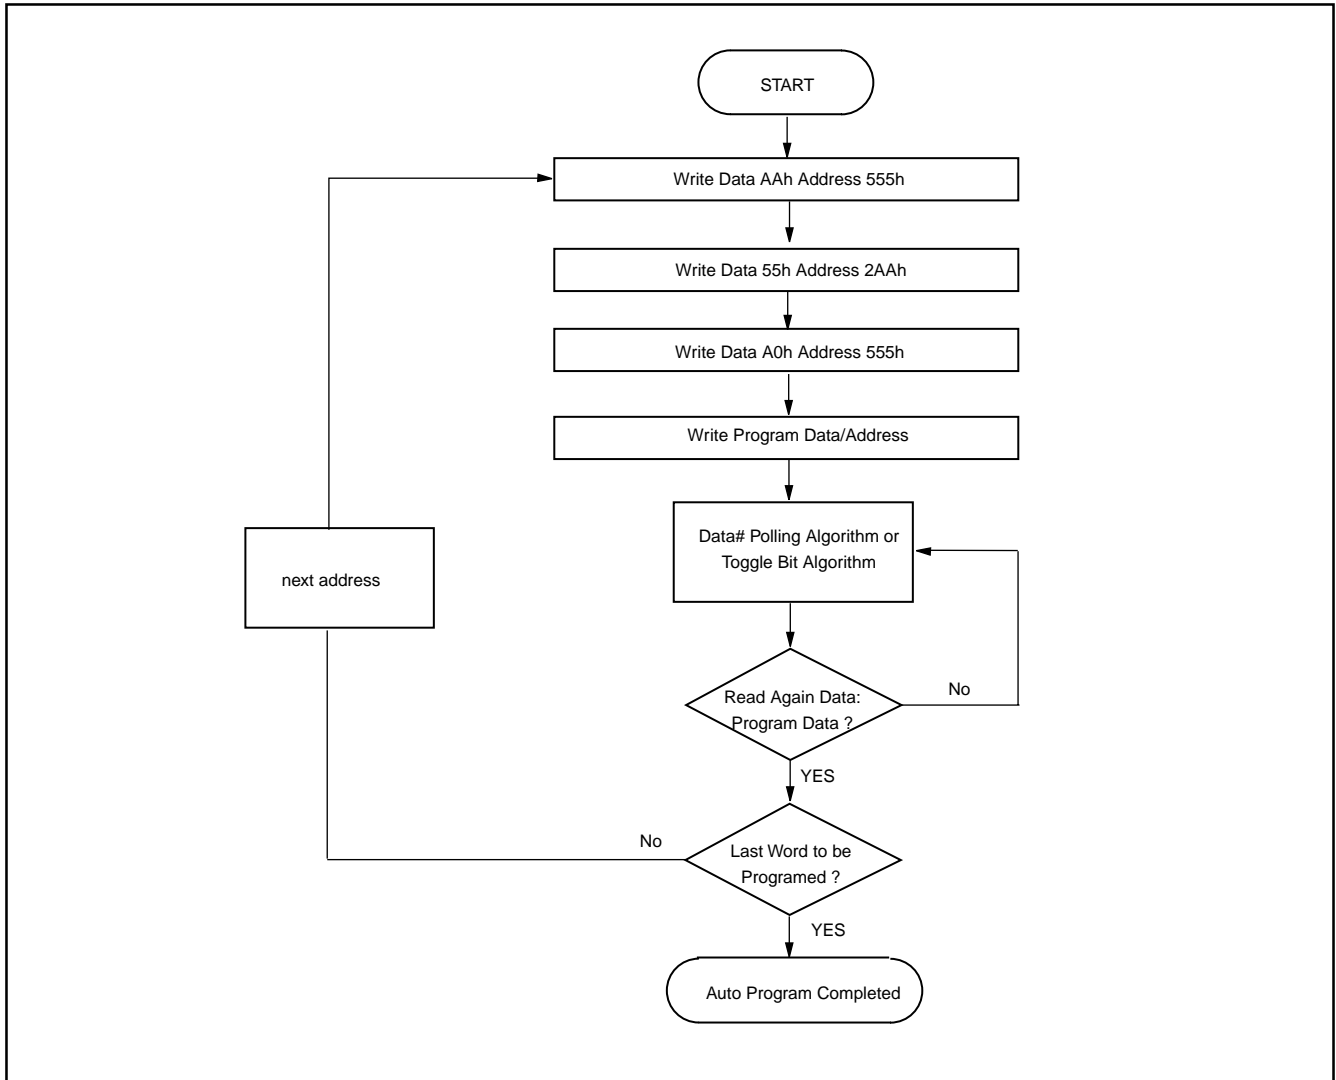 START
Write Data AAh Address 555h
Write Data 55h Address 2AAh
Write Data A0h Address 555h
Write Program Data/Address
Data# Polling Algorithm or
Toggle Bit Algorithm
next address
Read Again Data:
Program Data ?
No
YES
No
Last Word to be
Programed ?
YES
Auto Program Completed